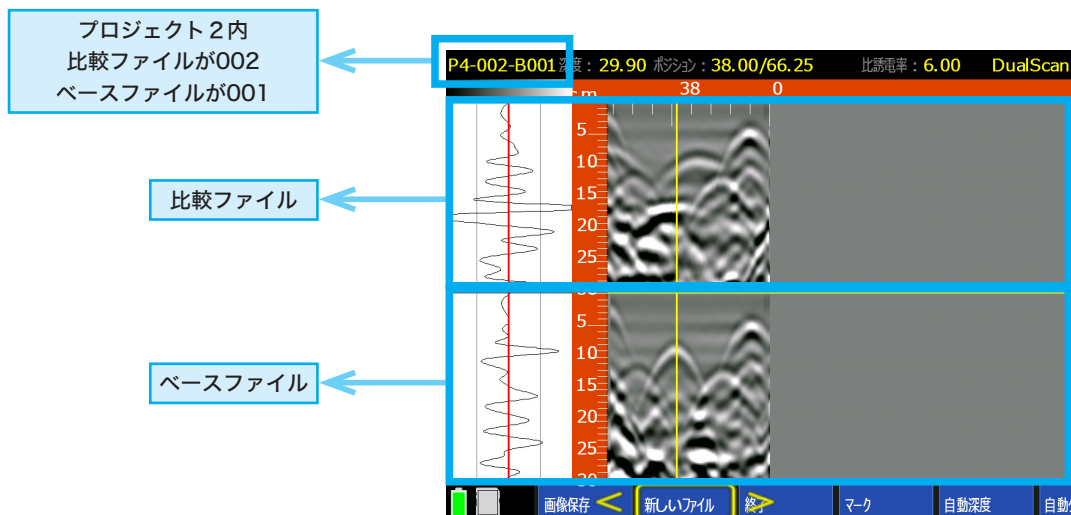 プロジェクト２内
比較ファイルが002
ベースファイルが001
P4-002-B001 深度： 29.90 ポジション：38.00/66.25 比誘電率：6.00 DualScan
38 0
5
10
15
20
25
比較ファイル
5
10
15
20
25
30
ベースファイル
画像保存 < 新しいファイル 終了 > マーク 自動深度